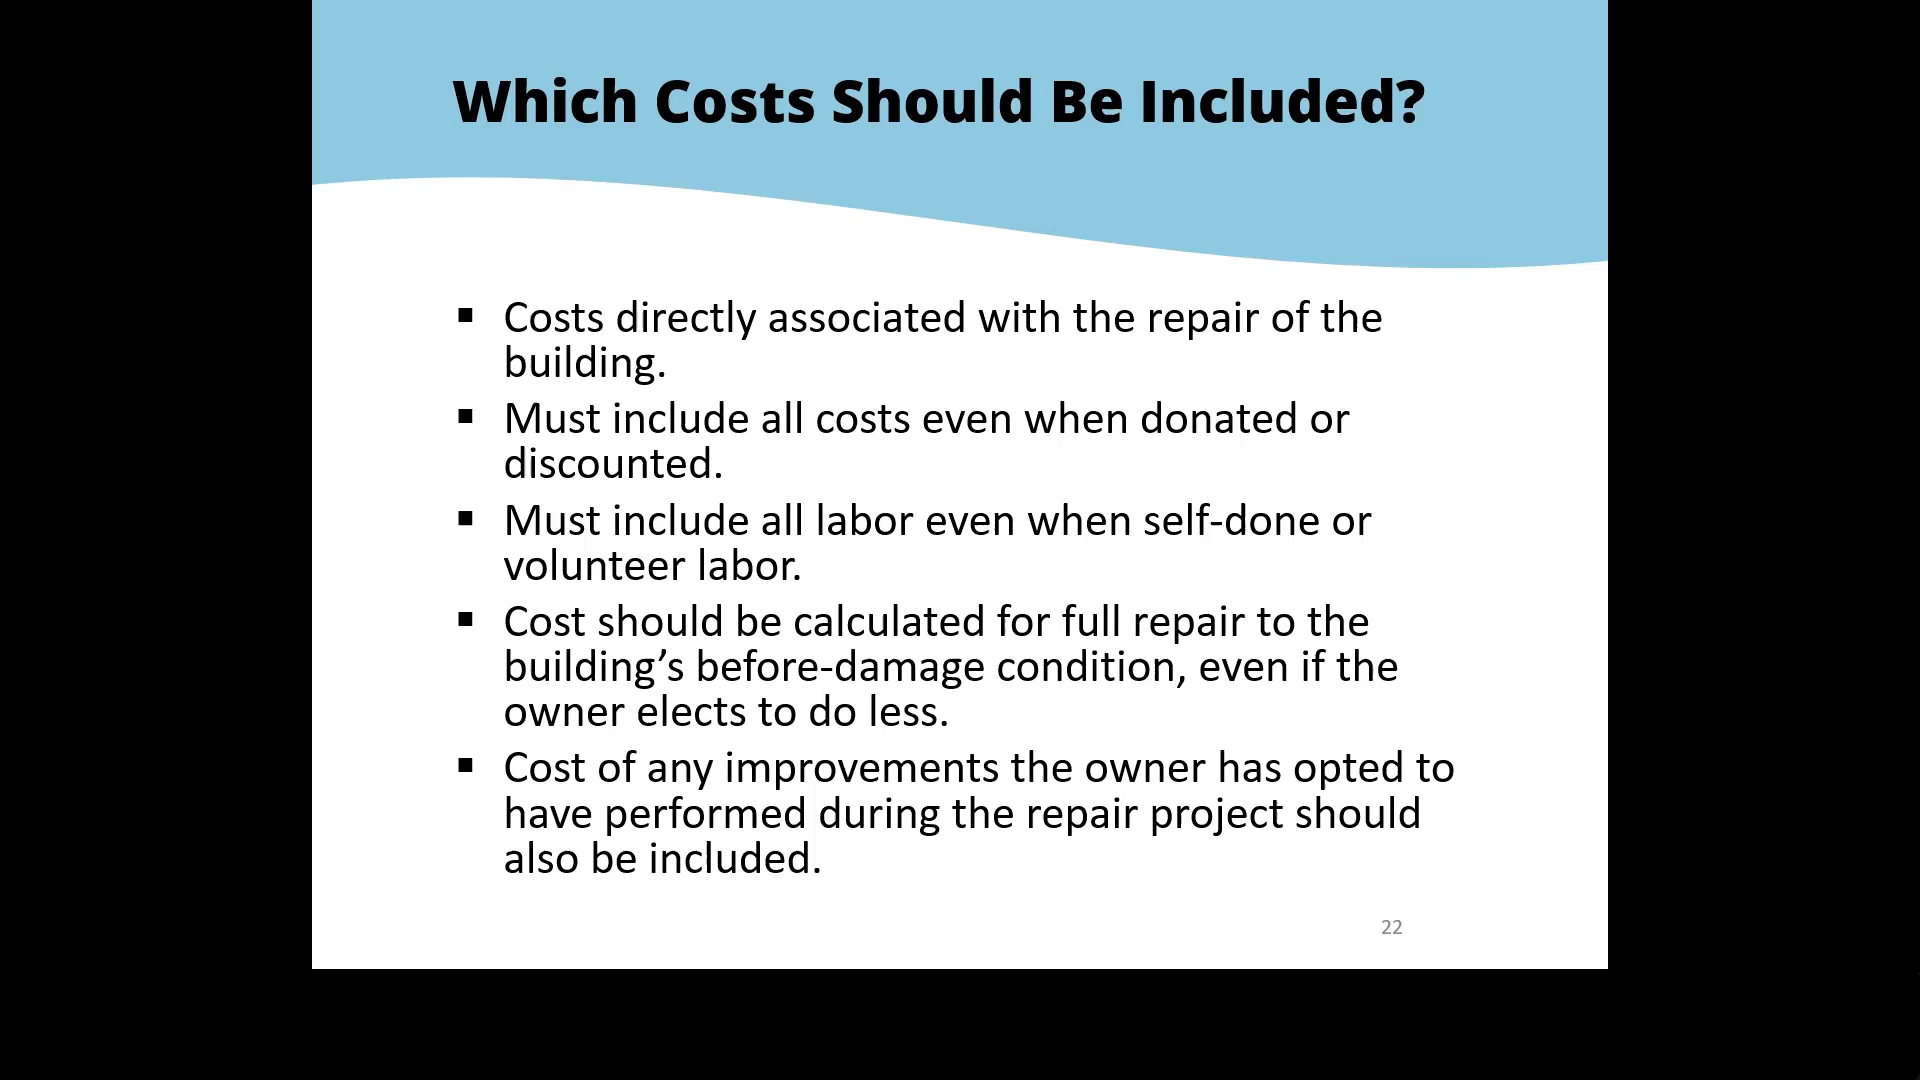 Which Costs Should Be Included?
▪ Costs directly associated with the repair of the
building.
▪ Must include all costs even when donated or
discounted.
▪ Must include all labor even when self-done or
volunteer labor.
▪ Cost should be calculated for full repair to the
building’s before-damage condition, even if the
owner elects to do less.
▪ Cost of any improvements the owner has opted to
have performed during the repair project should
also be included.
22